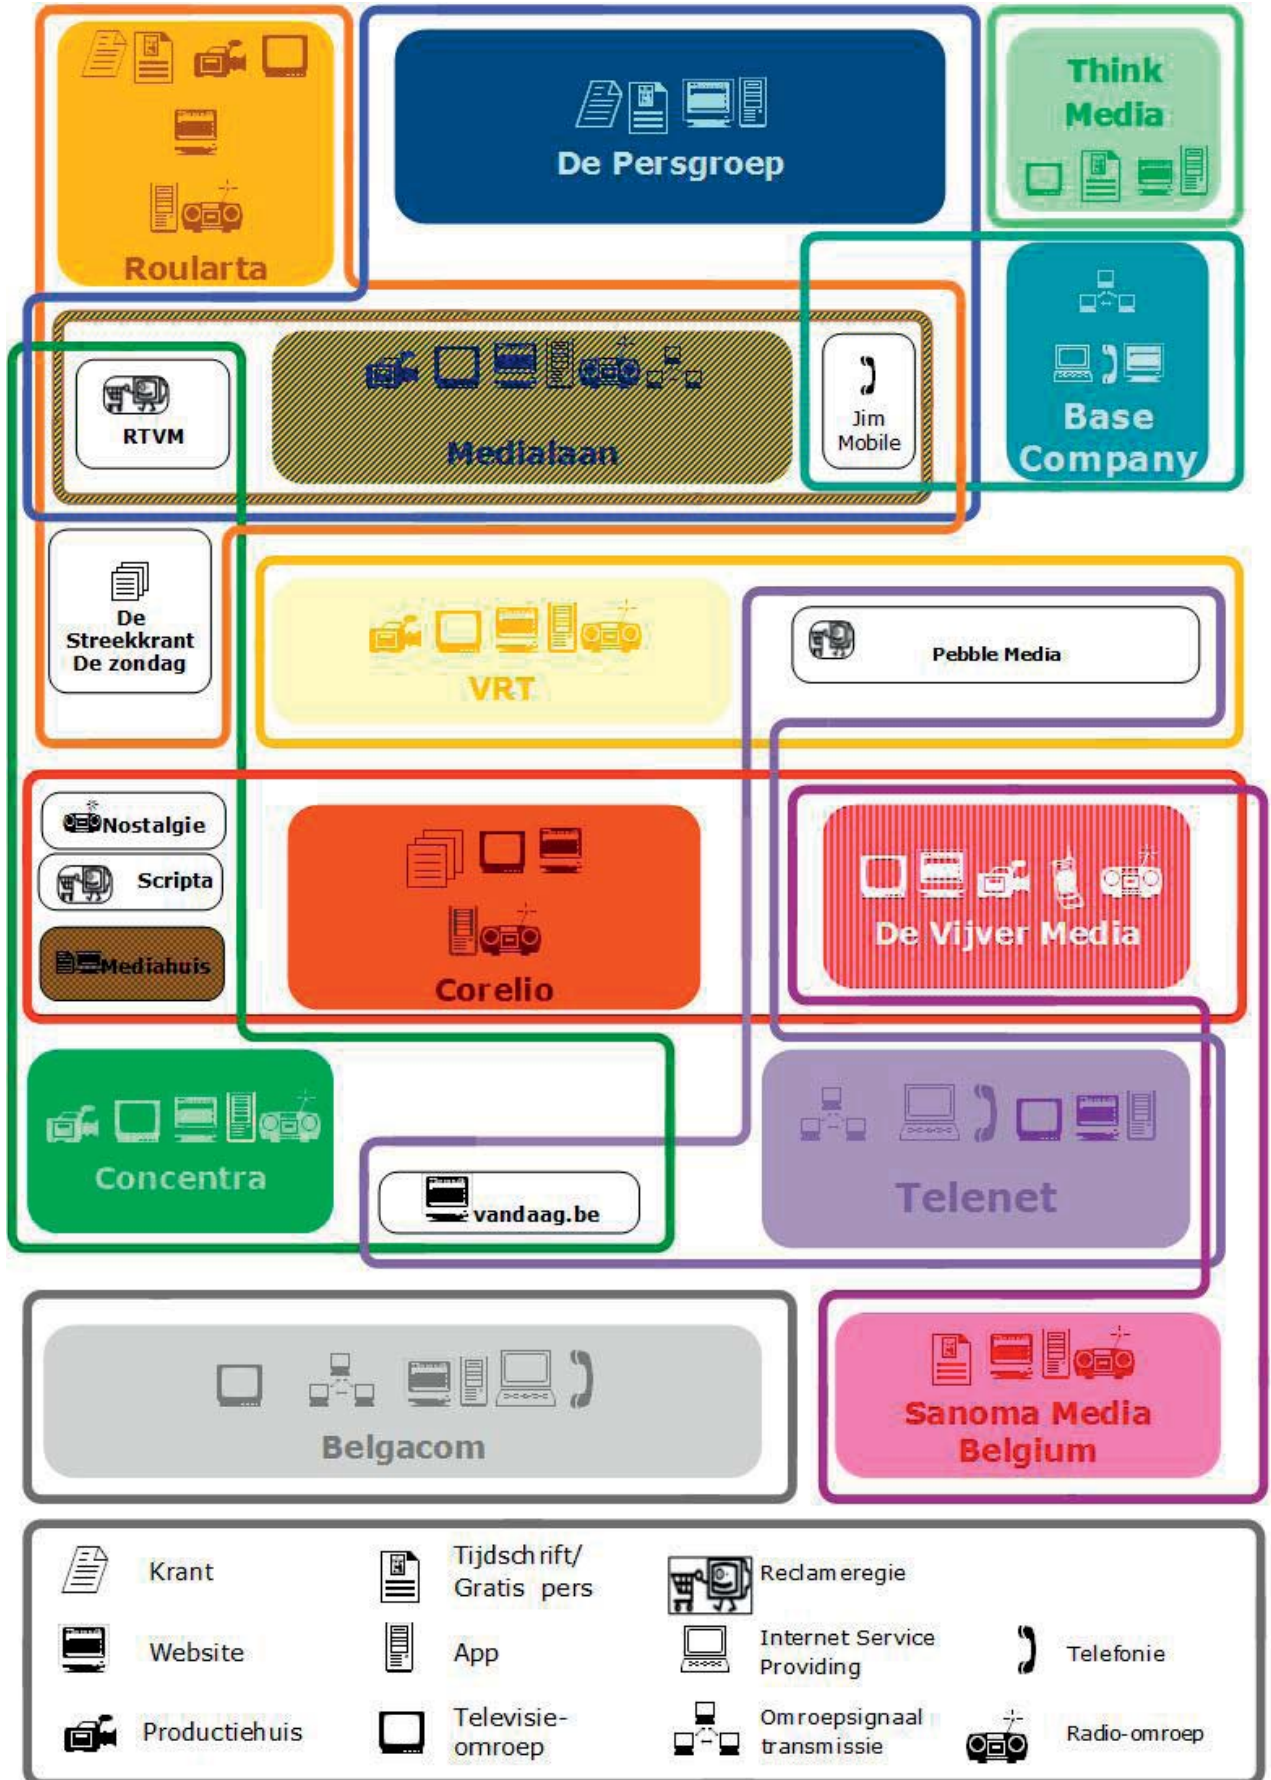 Roularta
De Persgroep
Think
Media
RTVM
Medialaan
Jim
Mobile
Base
Company
De
Streekkrant
De zondag
VRT
Pebble Media
Nostalgie
Scripta
Mediahuis
Corelio
De Vijver Media
Concentra
vandaag.be
Telenet
Belgacom
Sanoma Media
Belgium
Krant
Tijdschrift/
Gratis pers
Reclameregie
Website
App
Internet Service
Providing
Telefonie
Productiehuis
Televisie-
omroep
Omroepsignaal
transmissie
Radio-omroep